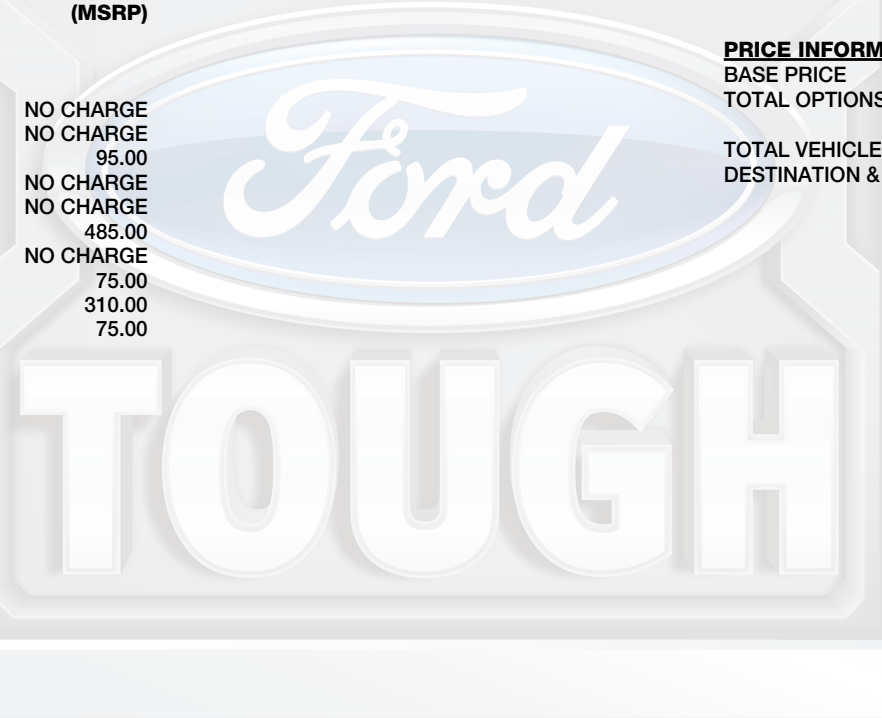 (MSRP)
NO CHARGE
NO CHARGE
95.00
NO CHARGE
NO CHARGE
485.00
NO CHARGE
75.00
310.00
75.00
PRICE INFORM
BASE PRICE
TOTAL OPTIONS
TOTAL VEHICLE
DESTINATION &
Ford
TOUGH